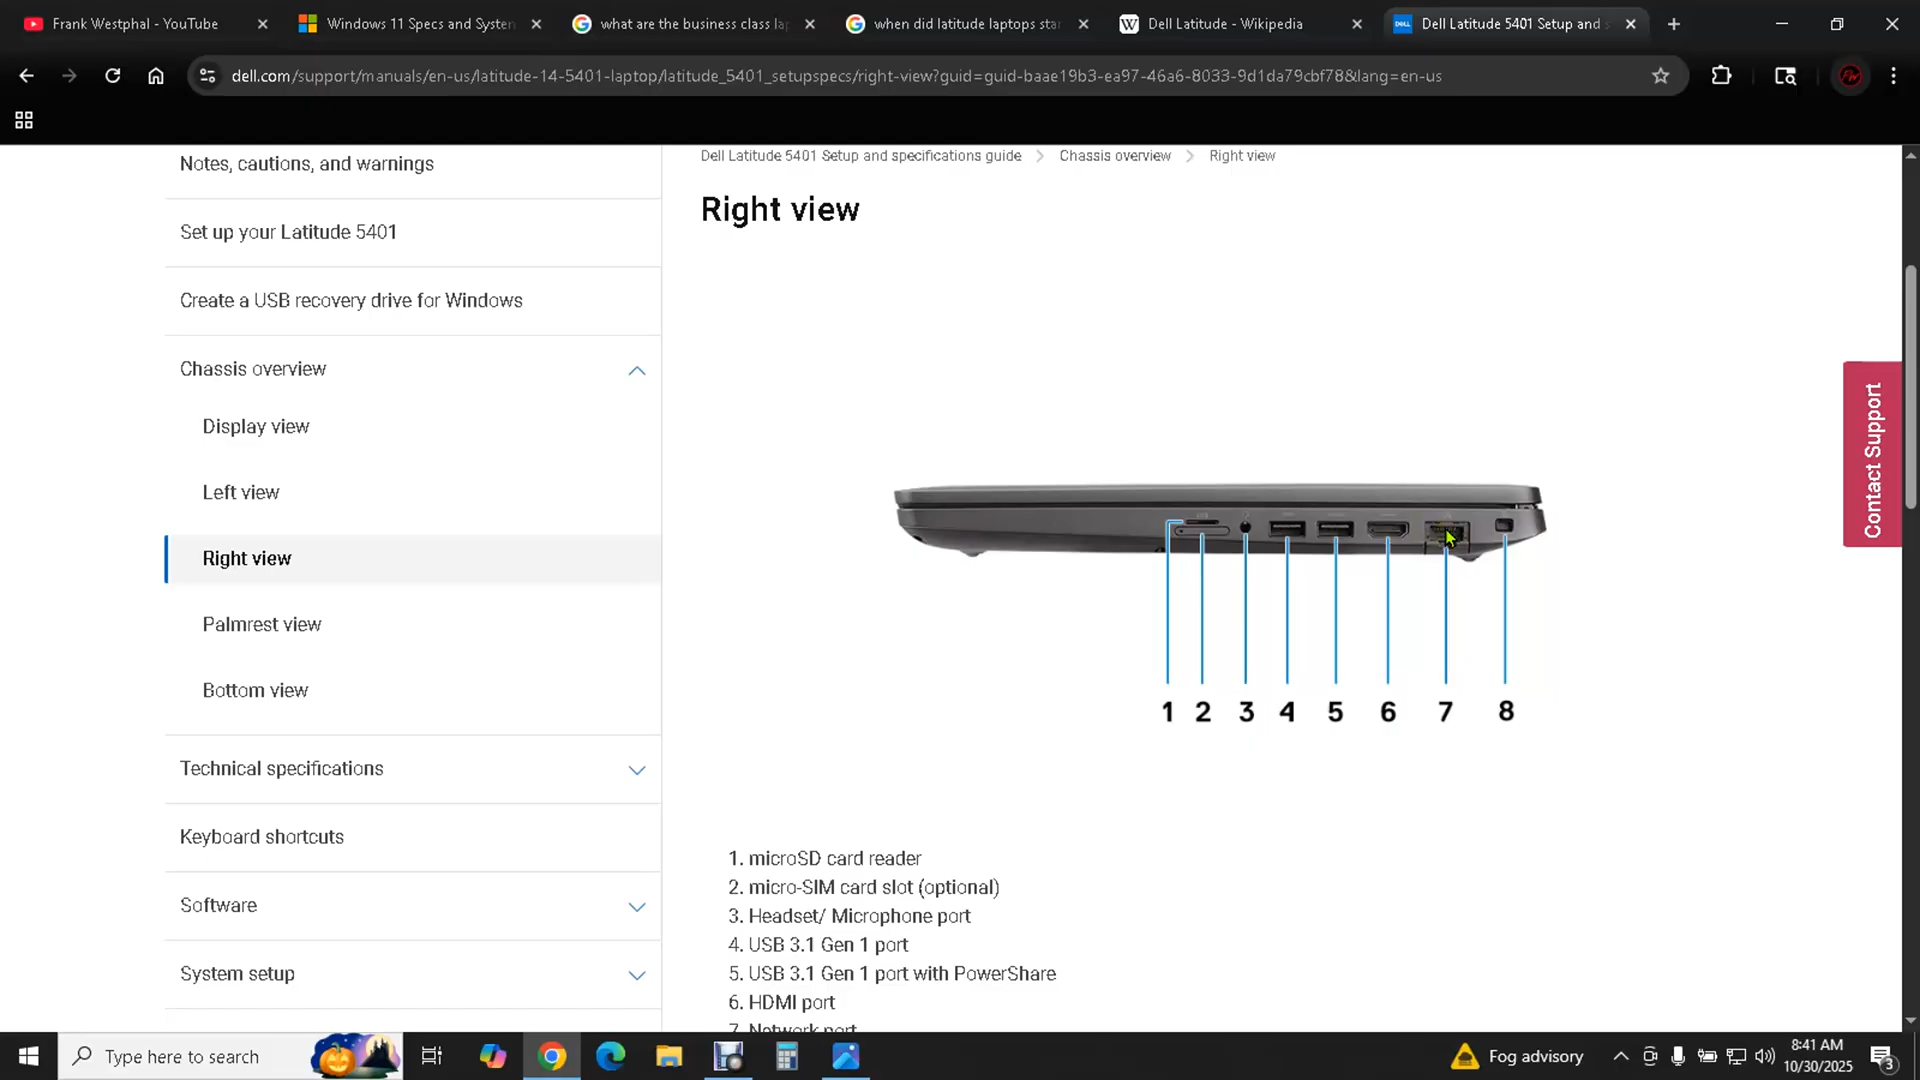 Frank Westphal - YouTube
Windows 11 Specs and System
what are the business class lap
when did latitude laptops star
Dell Latitude - Wikipedia
Dell Latitude 5401 Setup and s
dell.com/support/manuals/en-us/latitude-14-5401-laptop/latitude_5401_setupspecs/right-view?guid=guid-baae19b3-ea97-46a6-8033-9d1da79cbf78&lang=en-us
Notes, cautions, and warnings
Set up your Latitude 5401
Create a USB recovery drive for Windows
Chassis overview
Display view
Left view
Right view
Palmrest view
Bottom view
Technical specifications
Keyboard shortcuts
Software
System setup
Dell Latitude 5401 Setup and specifications guide
Chassis overview
Right view
Right view
1 2 3 4 5 6 7 8
1. microSD card reader
2. micro-SIM card slot (optional)
3. Headset/ Microphone port
4. USB 3.1 Gen 1 port
5. USB 3.1 Gen 1 port with PowerShare
6. HDMI port
7. Network port
Contact Support
Type here to search
Fog advisory
8:41 AM
10/30/2025
3